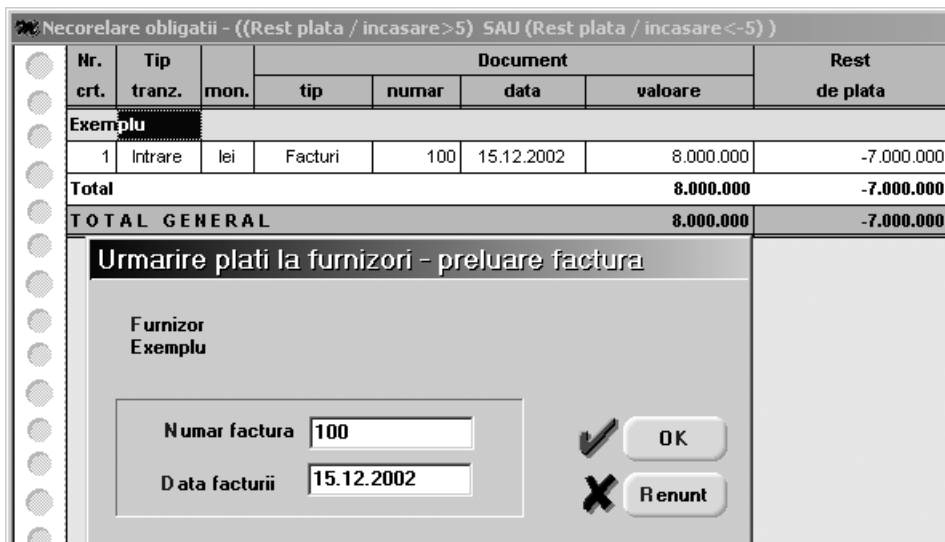 Necorelare obligatii - ((Rest plata / incasare>5) SAU (Rest plata / incasare<-5) )
Nr. Tip Document Rest
crt. tranz. mon. tip numar data valoare de plata
Exemplu
1 Intrare lei Facturi 100 15.12.2002 8.000.000 -7.000.000
Total 8.000.000 -7.000.000
TOTAL GENERAL 8.000.000 -7.000.000
Urmarire plati la furnizori - preluare factura
Furnizor
Exemplu
Numar factura 100
OK
Data facturii 15.12.2002
Renunt